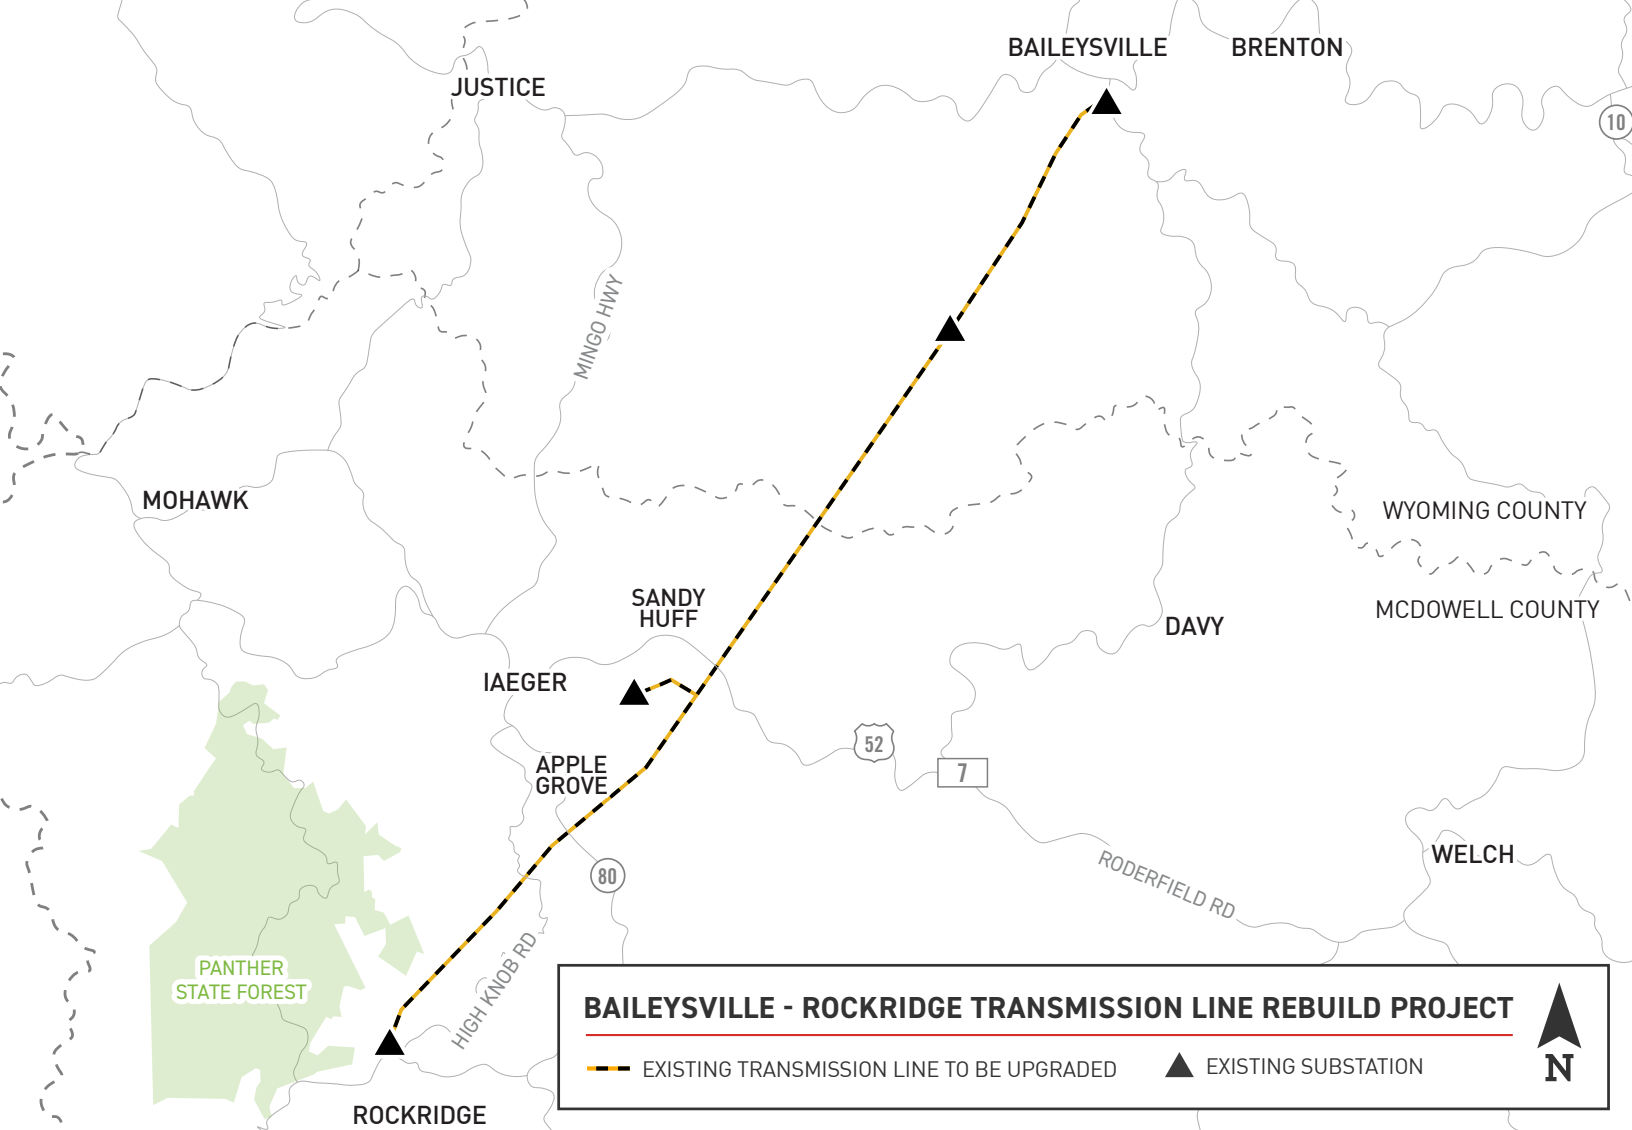 BAILEYSVILLE
BRENTON
JUSTICE
10
MINGO HWY
MOHAWK
WYOMING COUNTY
SANDY
HUFF
MCDOWELL COUNTY
DAVY
IAEGER
52
7
APPLE
GROVE
WELCH
80
RODERFIELD RD
HIGH KNOB RD
PANTHER
STATE FOREST
BAILEYSVILLE - ROCKRIDGE TRANSMISSION LINE REBUILD PROJECT
EXISTING TRANSMISSION LINE TO BE UPGRADED
EXISTING SUBSTATION
N
ROCKRIDGE